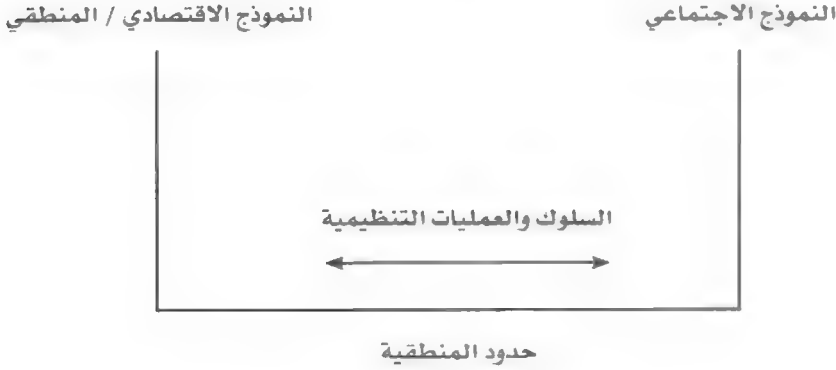 النموذج الاجتماعي
النموذج الاقتصادي / المنطقي
السلوك والعمليات التنظيمية
حدود المنطقية